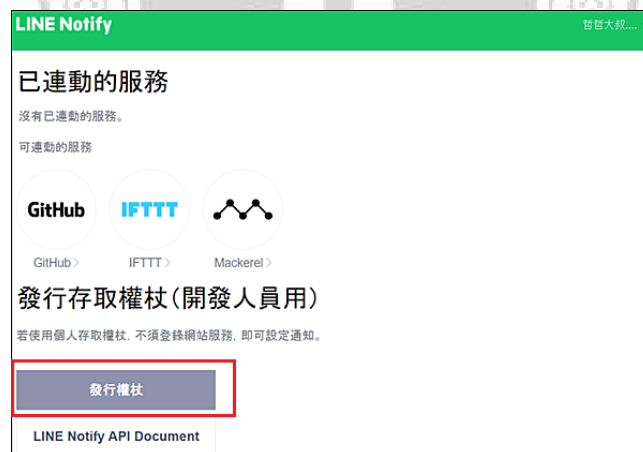 LINE Notify
哲哲大叔....
已連動的服務
沒有已連動的服務。
可連動的服務
GitHub
IFTTT
GitHub >
IFTTT >
Mackerel >
發行存取權杖(開發人員用)
若使用個人存取權杖, 不須登錄網站服務, 即可設定通知。
發行權杖
LINE Notify API Document